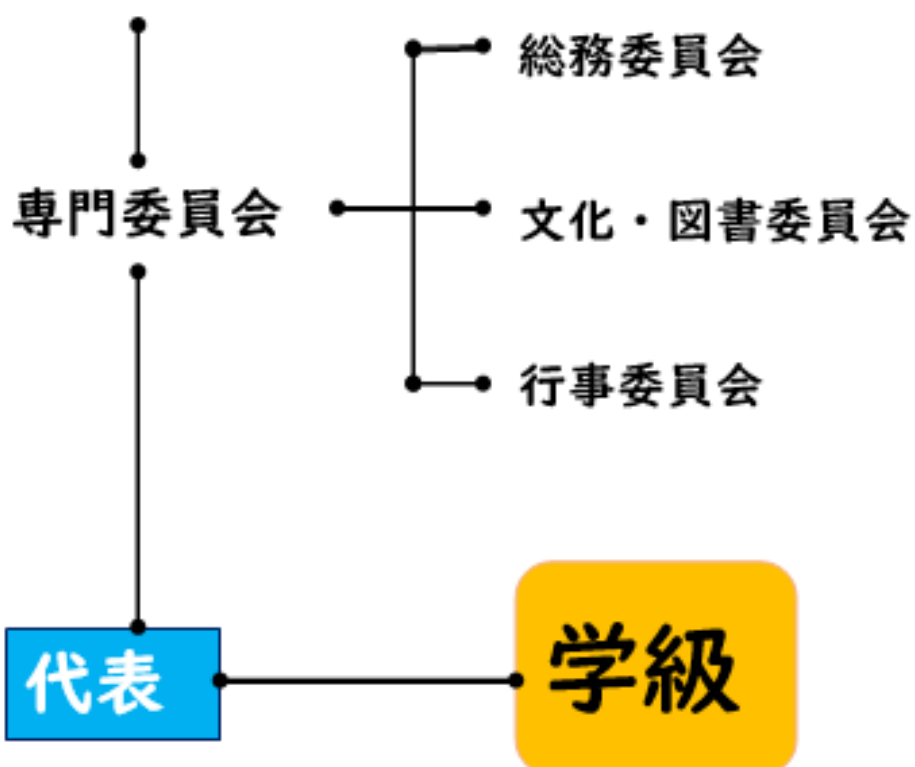 総務委員会
専門委員会
文化・図書委員会
行事委員会
代表
学級